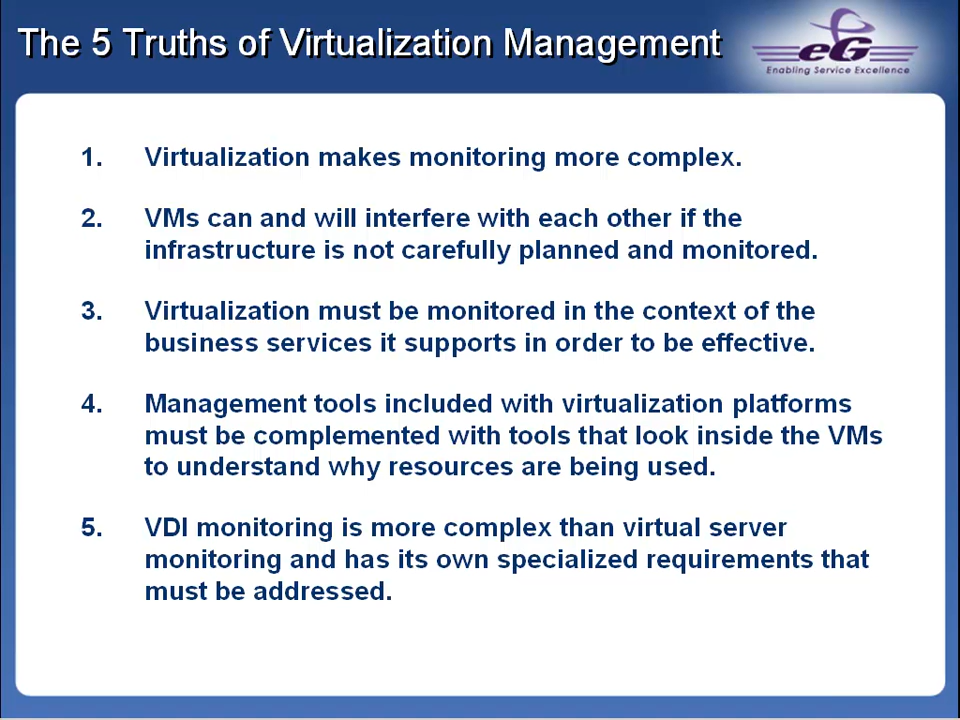 The 5 Truths of Virtualization Management
eG
Enabling Service Excellence
1. Virtualization makes monitoring more complex.
2. VMs can and will interfere with each other if the
infrastructure is not carefully planned and monitored.
3. Virtualization must be monitored in the context of the
business services it supports in order to be effective.
4. Management tools included with virtualization platforms
must be complemented with tools that look inside the VMs
to understand why resources are being used.
5. VDI monitoring is more complex than virtual server
monitoring and has its own specialized requirements that
must be addressed.